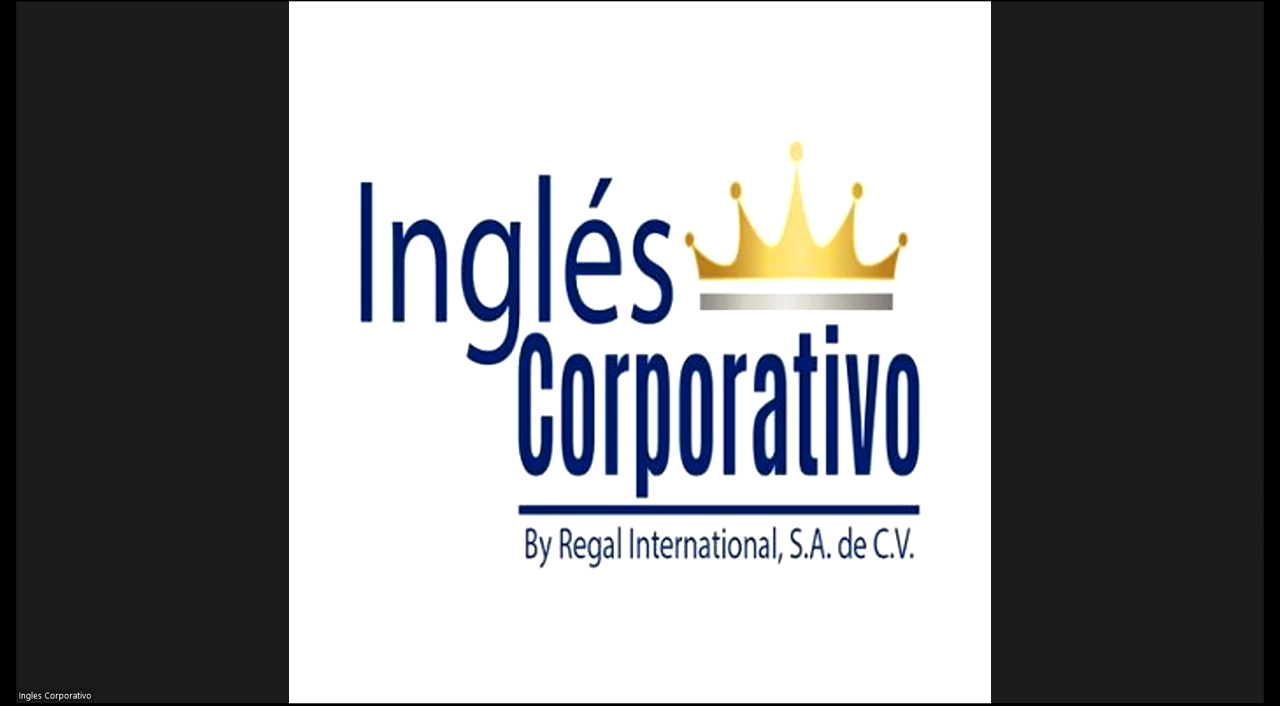 Inglés
Corporativo
By Regal International, S.A. de C.V.
Ingles Corporativo